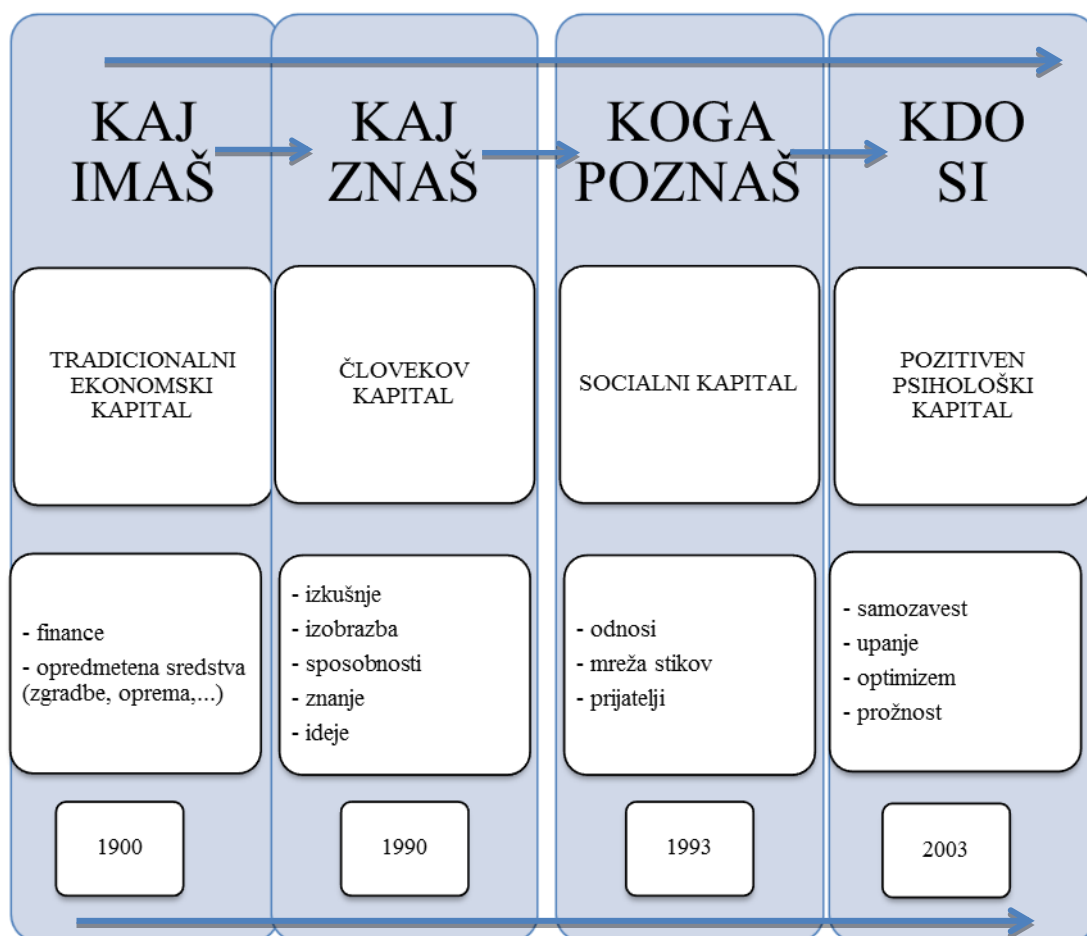 KAJ
IMAŠ
KAJ
ZNAŠ
KOGA
POZNAŠ
KDO
SI
TRADICIONALNI
EKONOMSKI
KAPITAL
ČLOVEKOV
KAPITAL
SOCIALNI KAPITAL
POZITIVEN
PSIHOLOŠKI
KAPITAL
- finance
- opredmetena sredstva
(zgradbe, oprema,...)
- izkušnje
- izobrazba
- sposobnosti
- znanje
- ideje
- odnosi
- mreža stikov
- prijatelji
- samozavest
- upanje
- optimizem
- prožnost
1900
1990
1993
2003